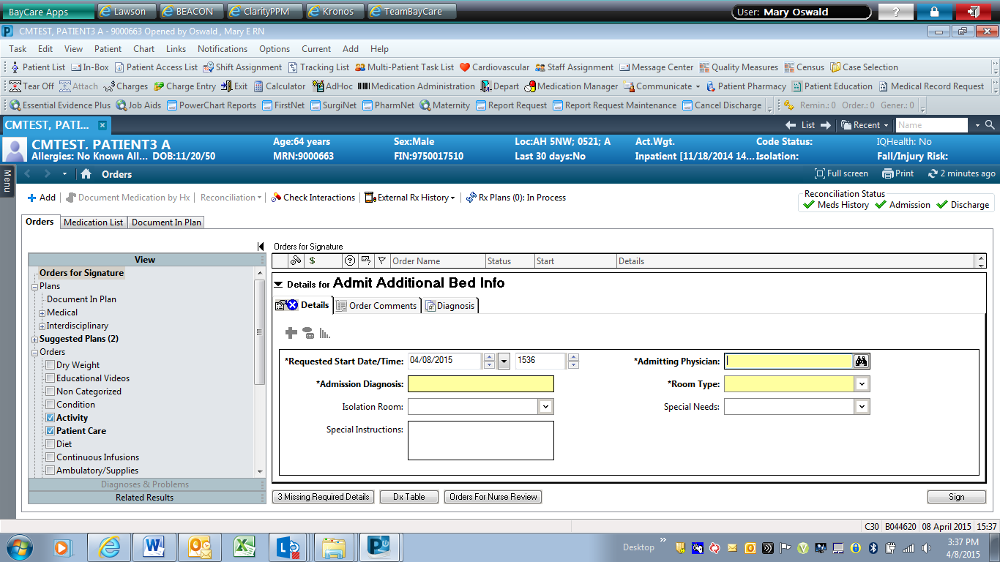 BayCare Apps Lawson BEACON ClarityPPM Kronos TeamBayCare User: Mary Oswald ?
CMTEST, PATIENT3 A - 9000663 Opened by Oswald , Mary E RN
Task Edit View Patient Chart Links Notifications Options Current Add Help
Patient List In-Box Patient Access List Shift Assignment Tracking List Multi-Patient Task List Cardiovascular Staff Assignment Message Center Quality Measures Census Case Selection
Tear Off Attach Charges Charge Entry Exit Calculator AdHoc Medication Administration Depart Medication Manager Communicate Patient Pharmacy Patient Education Medical Record Request
Essential Evidence Plus Job Aids PowerChart Reports FirstNet SurgiNet PharmNet Maternity Report Request Report Request Maintenance Cancel Discharge Remin.: 0 Order.: 0 Gener.: 0
CMTEST, PATI... List Recent Name
CMTEST, PATIENT3 A Age:64 years Sex:Male Loc:AH 5NW; 0521; A Act.Wgt. Code Status: IQHealth: No
Allergies: No Known All... DOB:11/20/50 MRN:9000663 FIN:9750017510 Last 30 days:No Inpatient [11/18/2014 14... Isolation: Fall/Injury Risk:
Menu
Orders Full screen Print 2 minutes ago
Add Document Medication by Hx Reconciliation Check Interactions External Rx History Rx Plans (0): In Process
Reconciliation Status
Meds History Admission Discharge
Orders Medication List Document In Plan
View
Orders for Signature
Plans
Document In Plan
Medical
Interdisciplinary
Suggested Plans (2)
Orders
Dry Weight
Educational Videos
Non Categorized
Condition
Activity
Patient Care
Diet
Continuous Infusions
Ambulatory/Supplies
Diagnoses & Problems
Related Results
Orders for Signature
$ ? Order Name Status Start Details
Details for Admit Additional Bed Info
Details Order Comments Diagnosis
*Requested Start Date/Time: 04/08/2015 1536 *Admitting Physician:
*Admission Diagnosis: *Room Type:
Isolation Room: Special Needs:
Special Instructions:
3 Missing Required Details Dx Table Orders For Nurse Review Sign
C30 B044620 08 April 2015 15:37
Desktop 3:37 PM
4/8/2015